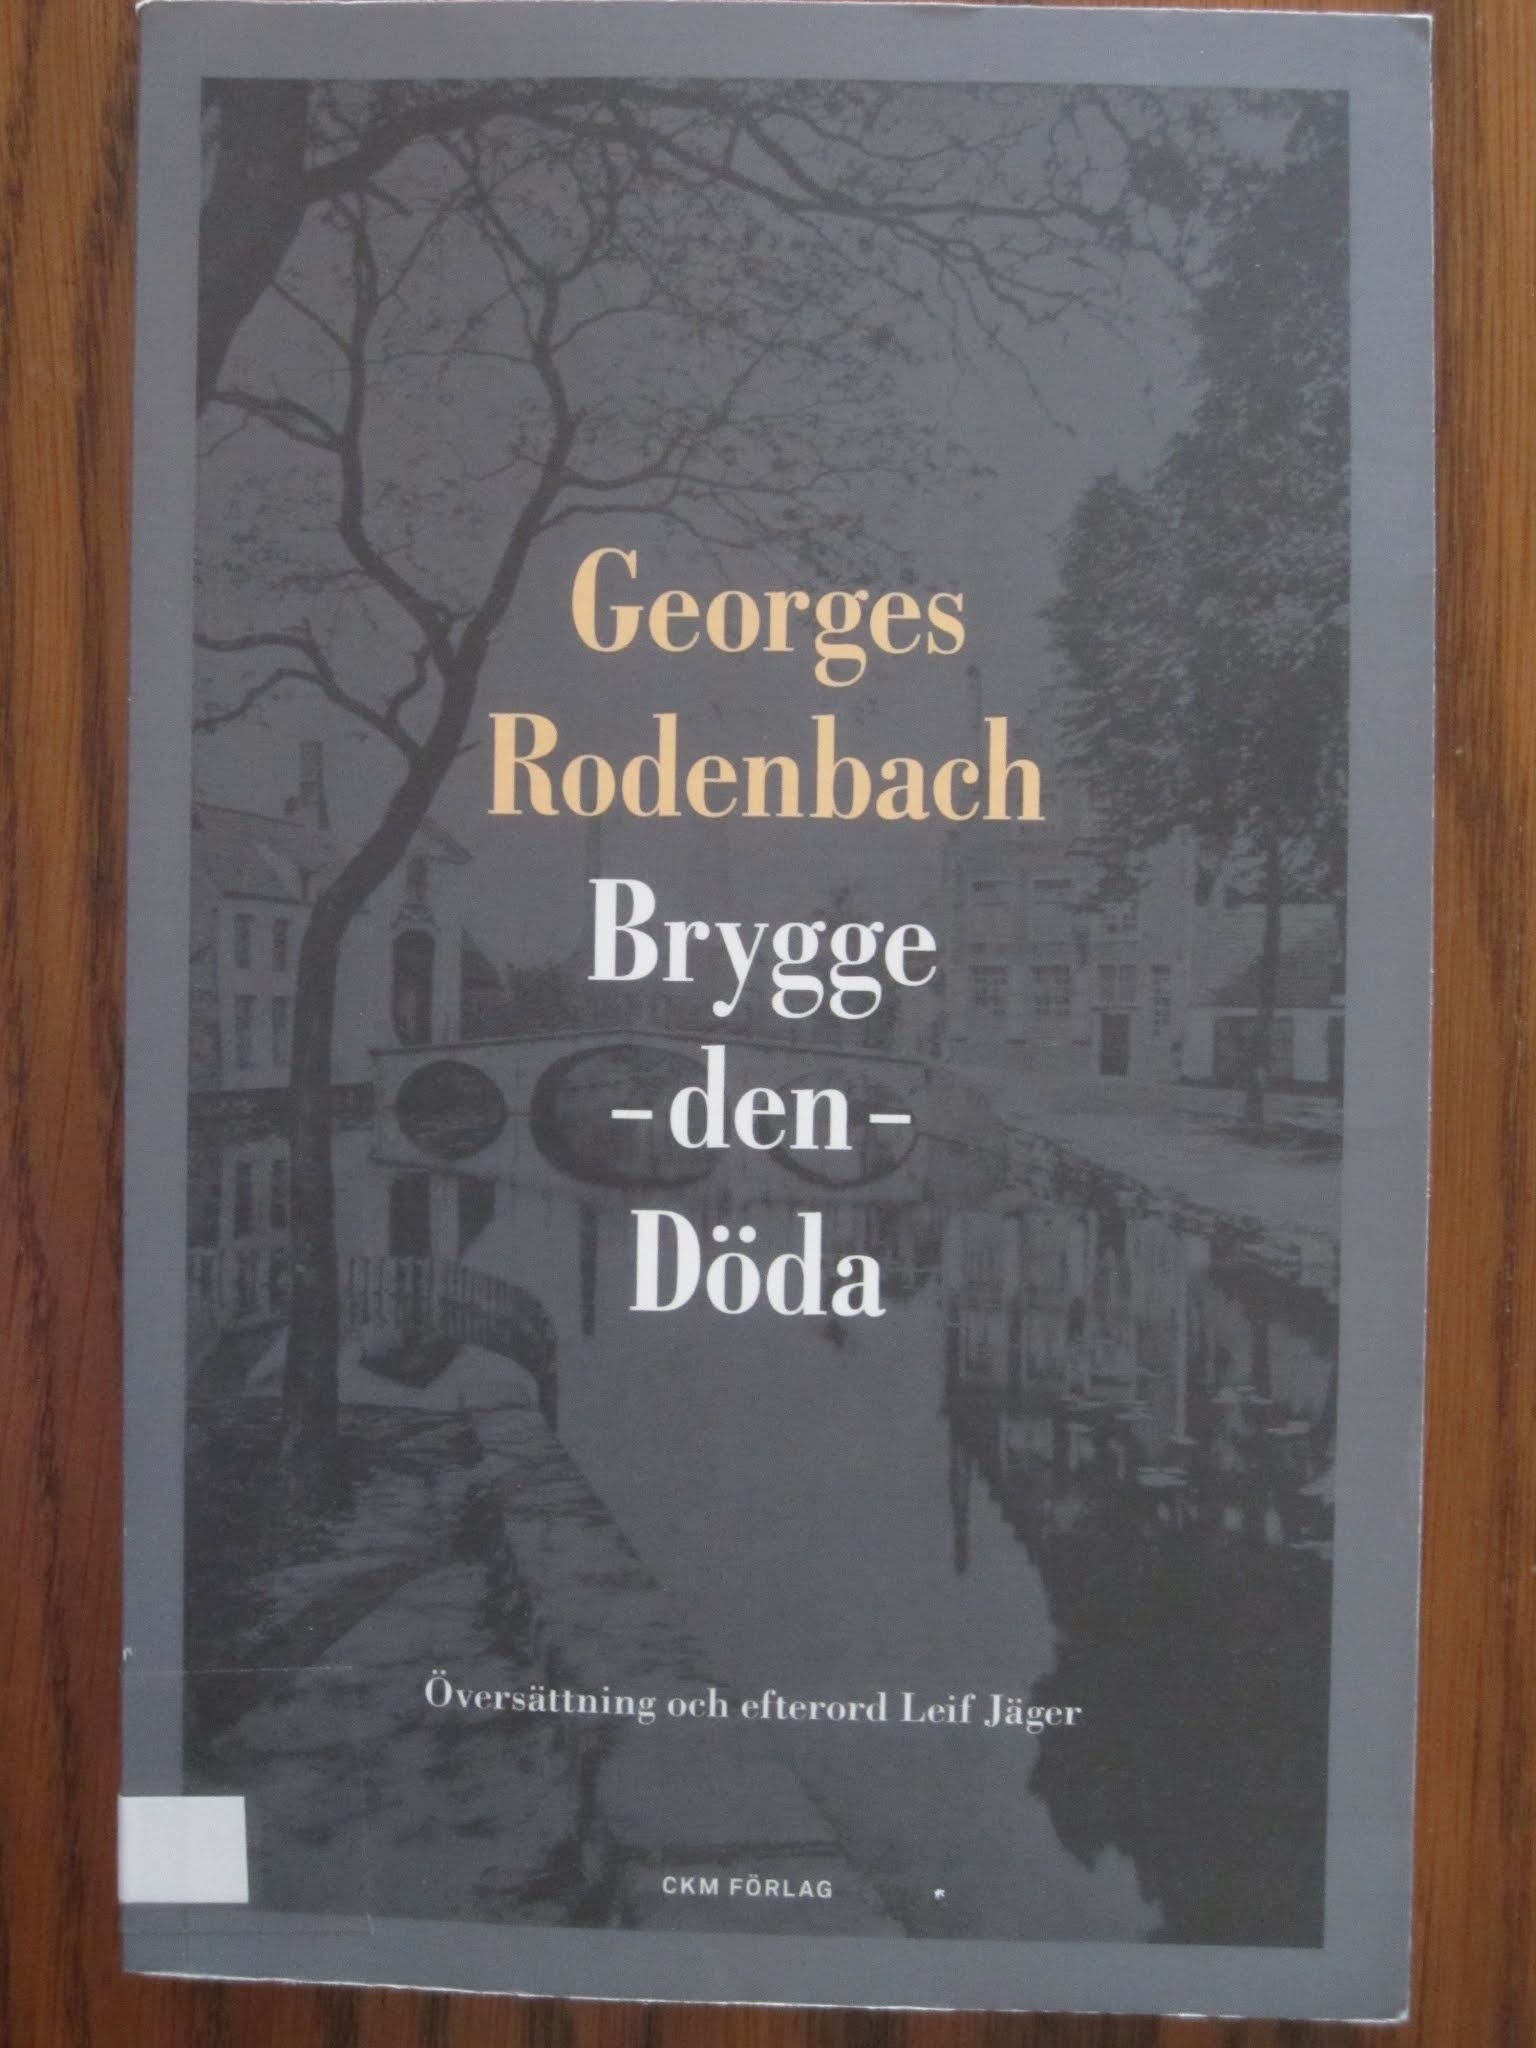 Georges
Rodenbach
Brygge
–den–
Döda
Översättning och efterord Leif Jäger
CKM FÖRLAG